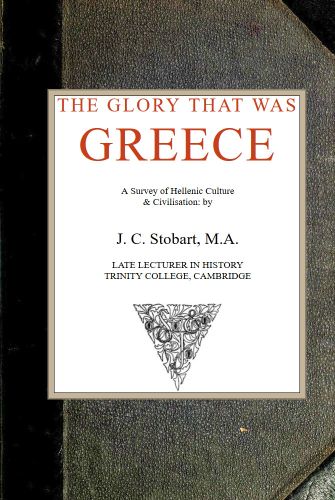 THE GLORY THAT WAS
GREECE
A Survey of Hellenic Culture
& Civilisation: by
J. C. Stobart, M.A.
LATE LECTURER IN HISTORY
TRINITY COLLEGE, CAMBRIDGE